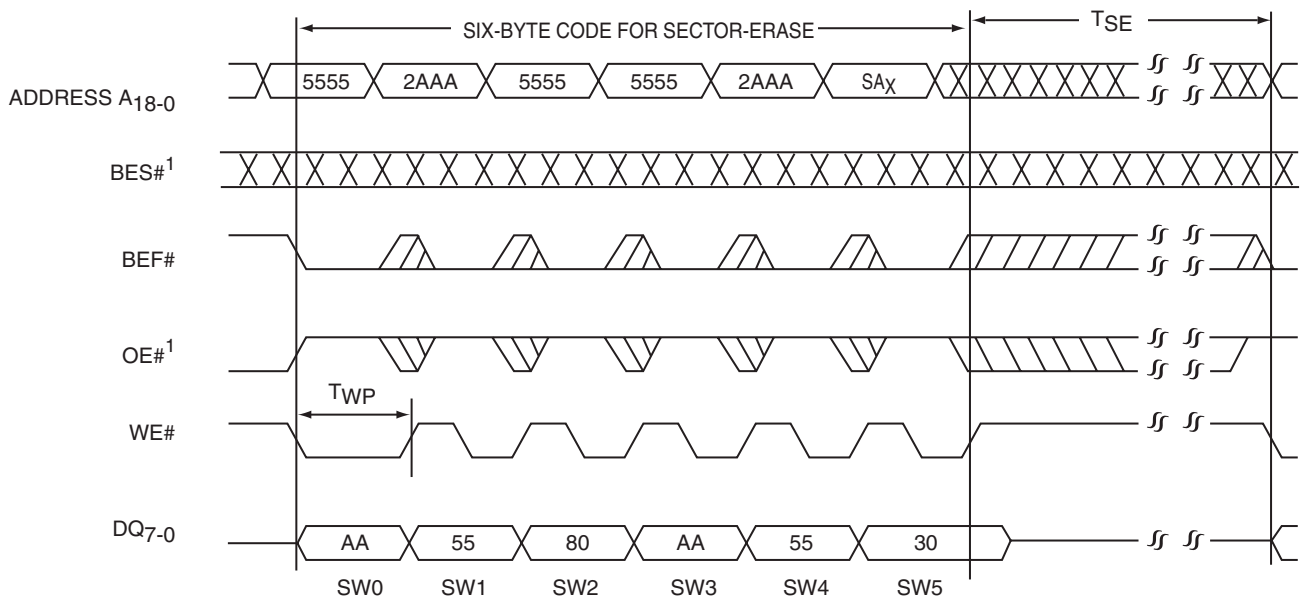 SIX-BYTE CODE FOR SECTOR-ERASE TSE
ADDRESS A18-0 5555 2AAA 5555 5555 2AAA SAX
BES#1
BEF#
OE#1
TWP
WE#
DQ7-0 AA 55 80 AA 55 30
SW0 SW1 SW2 SW3 SW4 SW5